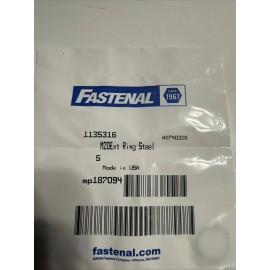 FASTENAL
SINCE
1967
1135316
M20Ext Ring Steel
5
Made in USA
mp187094
fastenal.com